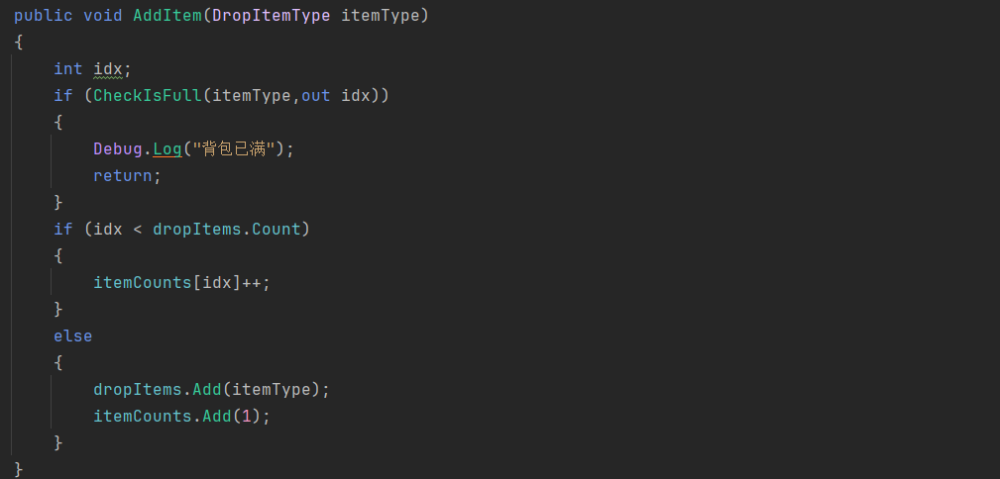 public void AddItem(DropItemType itemType)
{
    int idx;
    if (CheckIsFull(itemType,out idx))
    {
        Debug.Log("背包已满");
        return;
    }
    if (idx < dropItems.Count)
    {
        itemCounts[idx]++;
    }
    else
    {
        dropItems.Add(itemType);
        itemCounts.Add(1);
    }
}